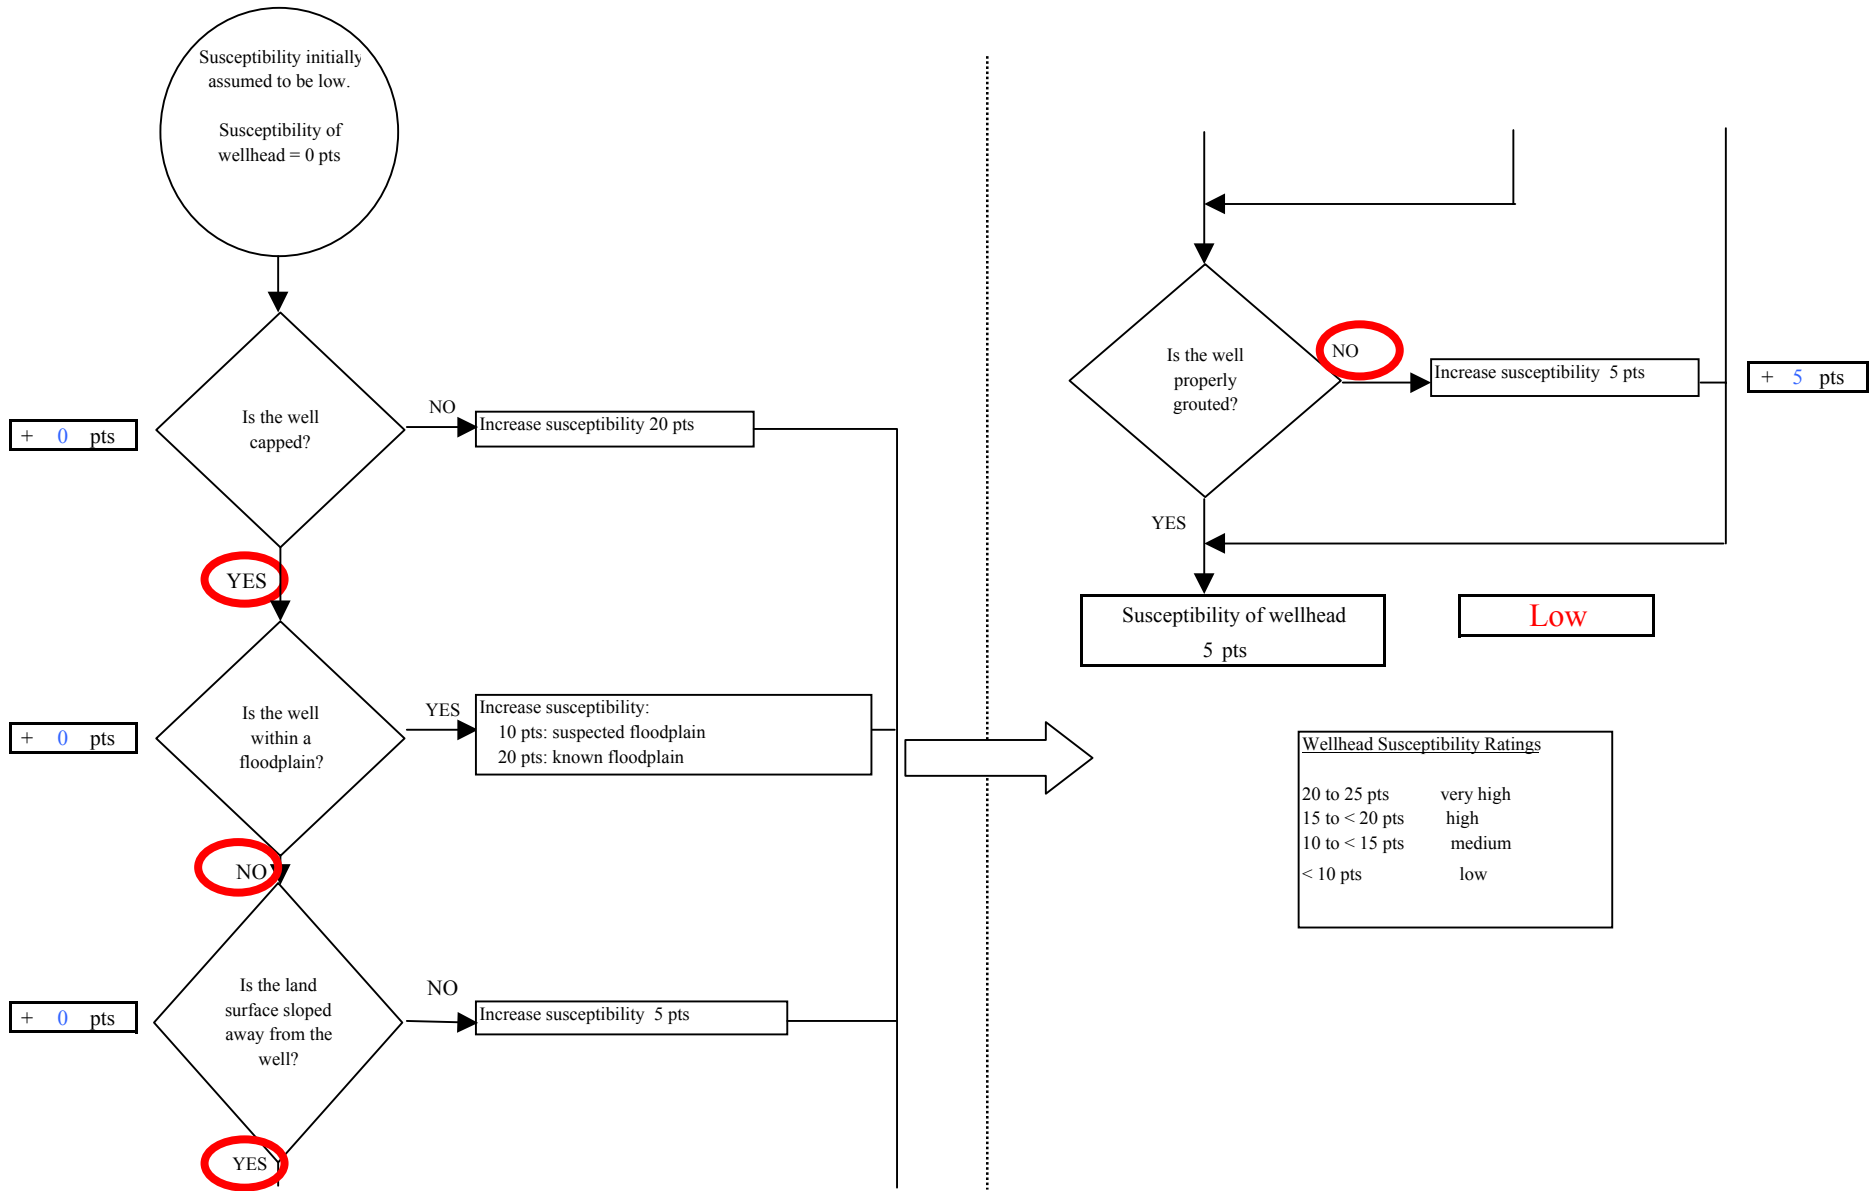 Susceptibility initially
assumed to be low.
Susceptibility of
wellhead = 0 pts
Is the well
capped?
+ 0 pts
NO
Increase susceptibility 20 pts
YES
Is the well
within a
floodplain?
+ 0 pts
YES
Increase susceptibility:
10 pts: suspected floodplain
20 pts: known floodplain
NO
Is the land
surface sloped
away from the
well?
+ 0 pts
NO
Increase susceptibility 5 pts
YES
Is the well
properly
grouted?
NO
Increase susceptibility 5 pts
+ 5 pts
YES
Susceptibility of wellhead
5 pts
Low
Wellhead Susceptibility Ratings
20 to 25 pts very high
15 to < 20 pts high
10 to < 15 pts medium
< 10 pts low